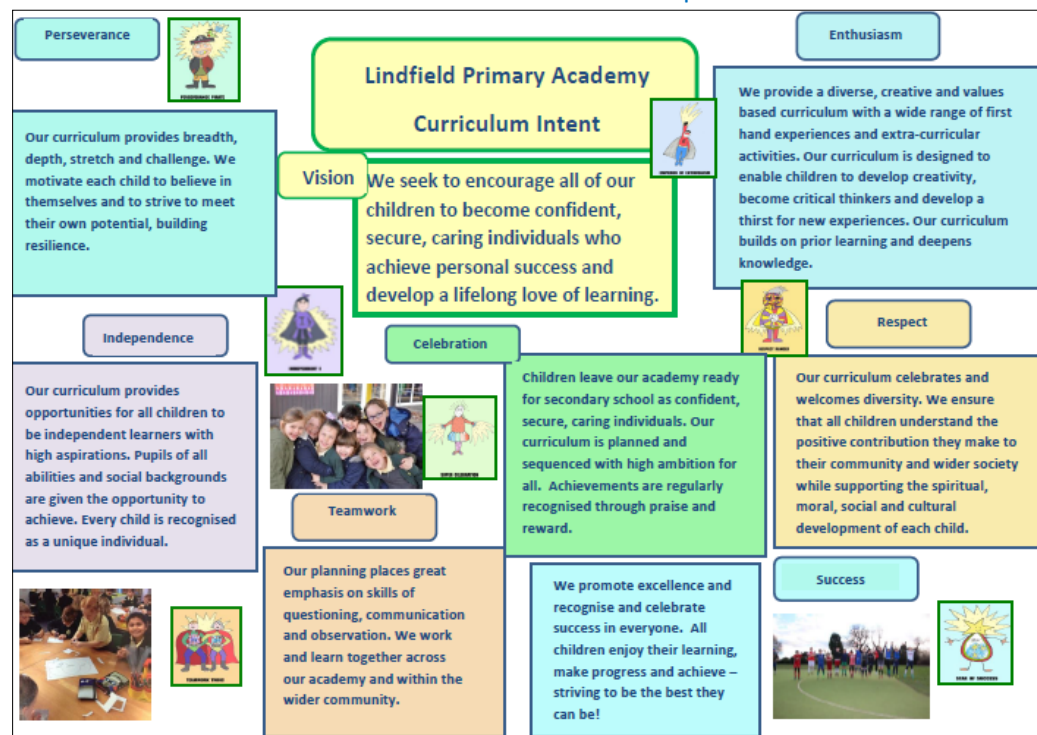 Perseverance
Enthusiasm
Lindfield Primary Academy
Curriculum Intent
Vision
We seek to encourage all of our
children to become confident,
secure, caring individuals who
achieve personal success and
develop a lifelong love of learning.
Our curriculum provides breadth,
depth, stretch and challenge. We
motivate each child to believe in
themselves and to strive to meet
their own potential, building
resilience.
We provide a diverse, creative and values
based curriculum with a wide range of first
hand experiences and extra-curricular
activities. Our curriculum is designed to
enable children to develop creativity,
become critical thinkers and develop a
thirst for new experiences. Our curriculum
builds on prior learning and deepens
knowledge.
Independence
Celebration
Respect
Our curriculum provides
opportunities for all children to
be independent learners with
high aspirations. Pupils of all
abilities and social backgrounds
are given the opportunity to
achieve. Every child is recognised
as a unique individual.
Children leave our academy ready
for secondary school as confident,
secure, caring individuals. Our
curriculum is planned and
sequenced with high ambition for
all. Achievements are regularly
recognised through praise and
reward.
Our curriculum celebrates and
welcomes diversity. We ensure
that all children understand the
positive contribution they make to
their community and wider society
while supporting the spiritual,
moral, social and cultural
development of each child.
Teamwork
Our planning places great
emphasis on skills of
questioning, communication
and observation. We work
and learn together across
our academy and within the
wider community.
Success
We promote excellence and
recognise and celebrate
success in everyone. All
children enjoy their learning,
make progress and achieve –
striving to be the best they
can be!
STAR OF SUCCESS